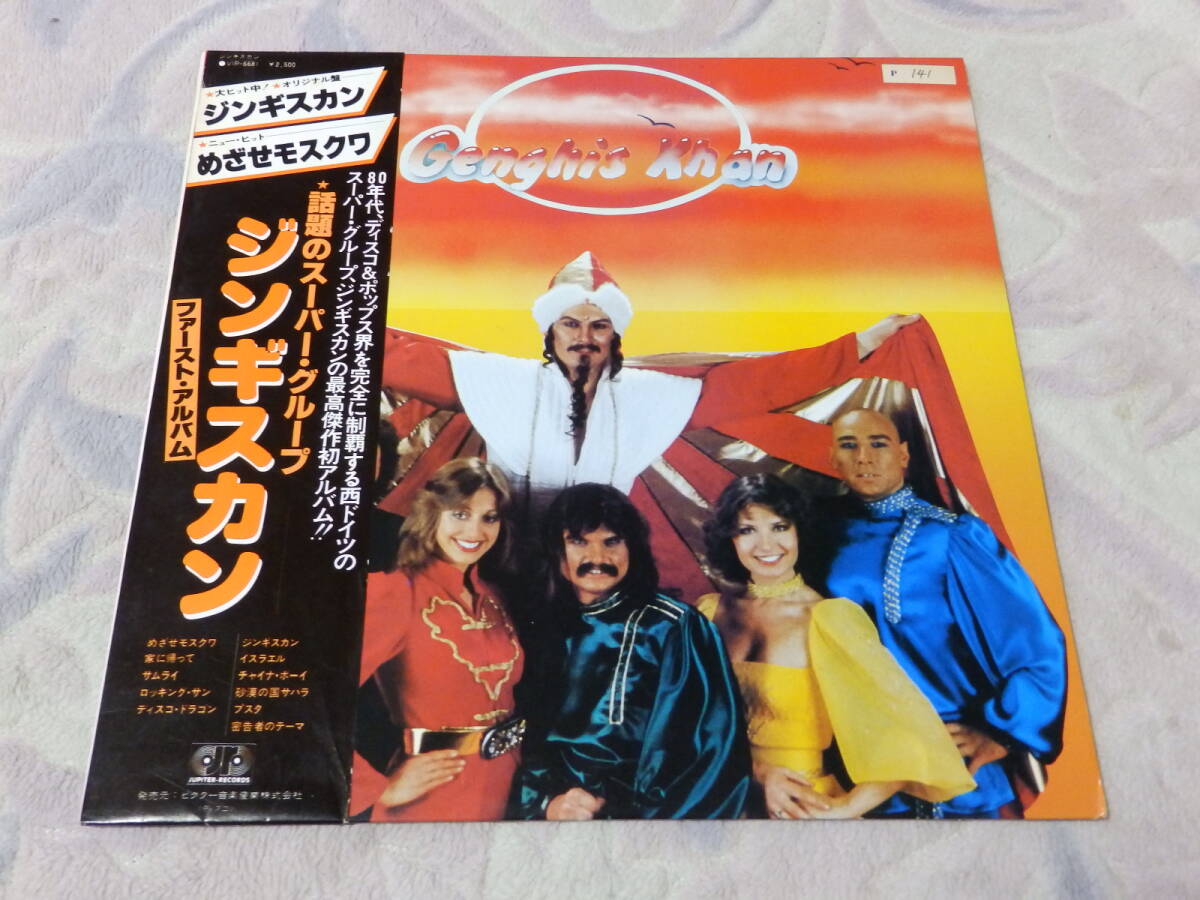 ジンギスカン
●VIP-6681 ¥2,500
★大ヒット中!★オリジナル盤
ジンギスカン
★ニュー・ヒット
めざせモスクワ
80年代、ディスコ&ポップス界を完全に制覇する西ドイツの
スーパー・グループ、ジンギスカンの最高傑作初アルバム!!
★話題のスーパー・グループ
ジンギスカン
ファースト・アルバム
ジンギスカン
イスラエル
チャイナ・ボーイ
砂漠の国サハラ
プスタ
密告者のテーマ
めざせモスクワ
家に帰って
サムライ
ロッキング・サン
ディスコ・ドラゴン
JUPITER-RECORDS
発売元:ビクター音楽産業株式会社
Genghis Khan
P 141